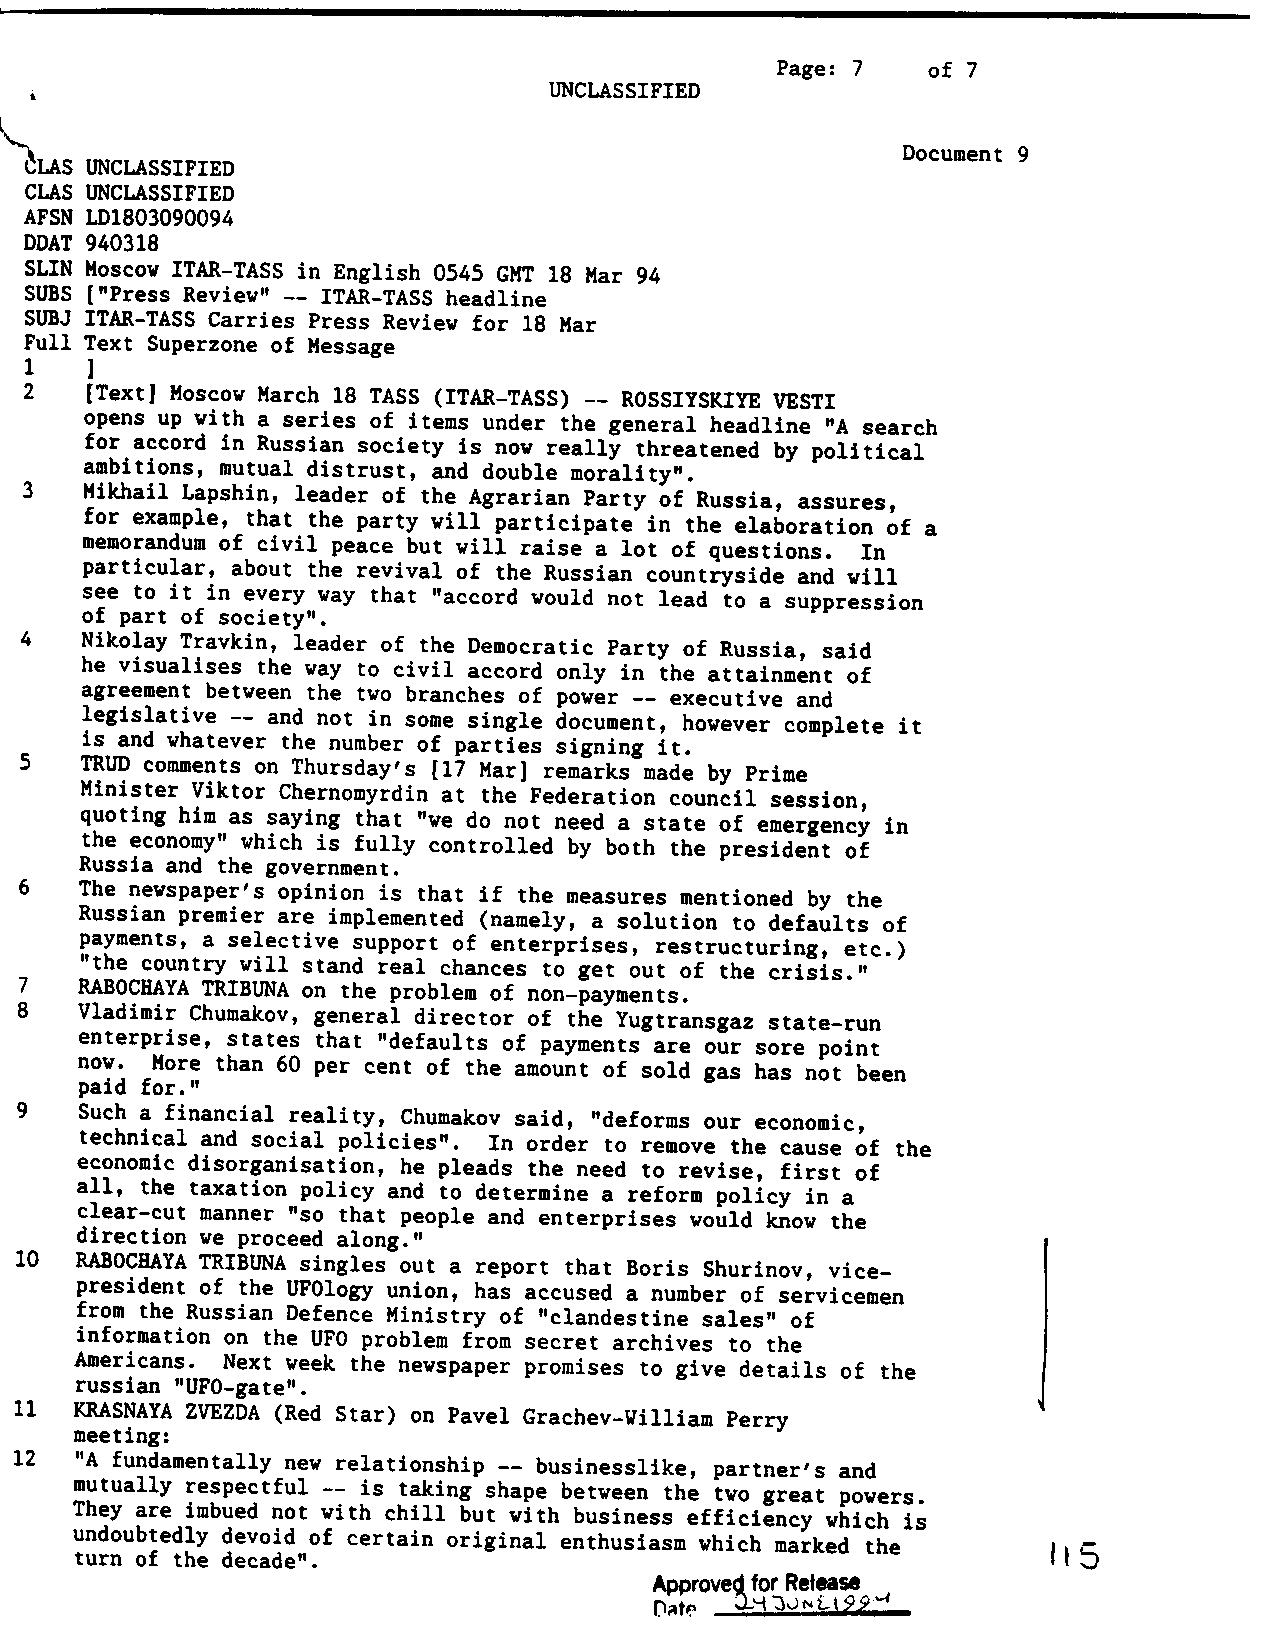 Page: 7 of 7
UNCLASSIFIED
Document 9
CLAS UNCLASSIFIED
CLAS UNCLASSIFIED
AFSN LD1803090094
DDAT 940318
SLIN Moscow ITAR-TASS in English 0545 GMT 18 Mar 94
SUBS ["Press Review" -- ITAR-TASS headline
SUBJ ITAR-TASS Carries Press Review for 18 Mar
Full Text Superzone of Message
1 ]
2 [Text] Moscow March 18 TASS (ITAR-TASS) -- ROSSIYSKIYE VESTI
opens up with a series of items under the general headline "A search
for accord in Russian society is now really threatened by political
ambitions, mutual distrust, and double morality".
3 Mikhail Lapshin, leader of the Agrarian Party of Russia, assures,
for example, that the party will participate in the elaboration of a
memorandum of civil peace but will raise a lot of questions. In
particular, about the revival of the Russian countryside and will
see to it in every way that "accord would not lead to a suppression
of part of society".
4 Nikolay Travkin, leader of the Democratic Party of Russia, said
he visualises the way to civil accord only in the attainment of
agreement between the two branches of power -- executive and
legislative -- and not in some single document, however complete it
is and whatever the number of parties signing it.
5 TRUD comments on Thursday's [17 Mar] remarks made by Prime
Minister Viktor Chernomyrdin at the Federation council session,
quoting him as saying that "we do not need a state of emergency in
the economy" which is fully controlled by both the president of
Russia and the government.
6 The newspaper's opinion is that if the measures mentioned by the
Russian premier are implemented (namely, a solution to defaults of
payments, a selective support of enterprises, restructuring, etc.)
"the country will stand real chances to get out of the crisis."
7 RABOCHAYA TRIBUNA on the problem of non-payments.
8 Vladimir Chumakov, general director of the Yugtransgaz state-run
enterprise, states that "defaults of payments are our sore point
now. More than 60 per cent of the amount of sold gas has not been
paid for."
9 Such a financial reality, Chumakov said, "deforms our economic,
technical and social policies". In order to remove the cause of the
economic disorganisation, he pleads the need to revise, first of
all, the taxation policy and to determine a reform policy in a
clear-cut manner "so that people and enterprises would know the
direction we proceed along."
10 RABOCHAYA TRIBUNA singles out a report that Boris Shurinov, vice-
president of the UFOlogy union, has accused a number of servicemen
from the Russian Defence Ministry of "clandestine sales" of
information on the UFO problem from secret archives to the
Americans. Next week the newspaper promises to give details of the
russian "UFO-gate".
11 KRASNAYA ZVEZDA (Red Star) on Pavel Grachev-William Perry
meeting:
12 "A fundamentally new relationship -- businesslike, partner's and
mutually respectful -- is taking shape between the two great powers.
They are imbued not with chill but with business efficiency which is
undoubtedly devoid of certain original enthusiasm which marked the
turn of the decade".
115
Approved for Release
Date 24 JUNE 1994